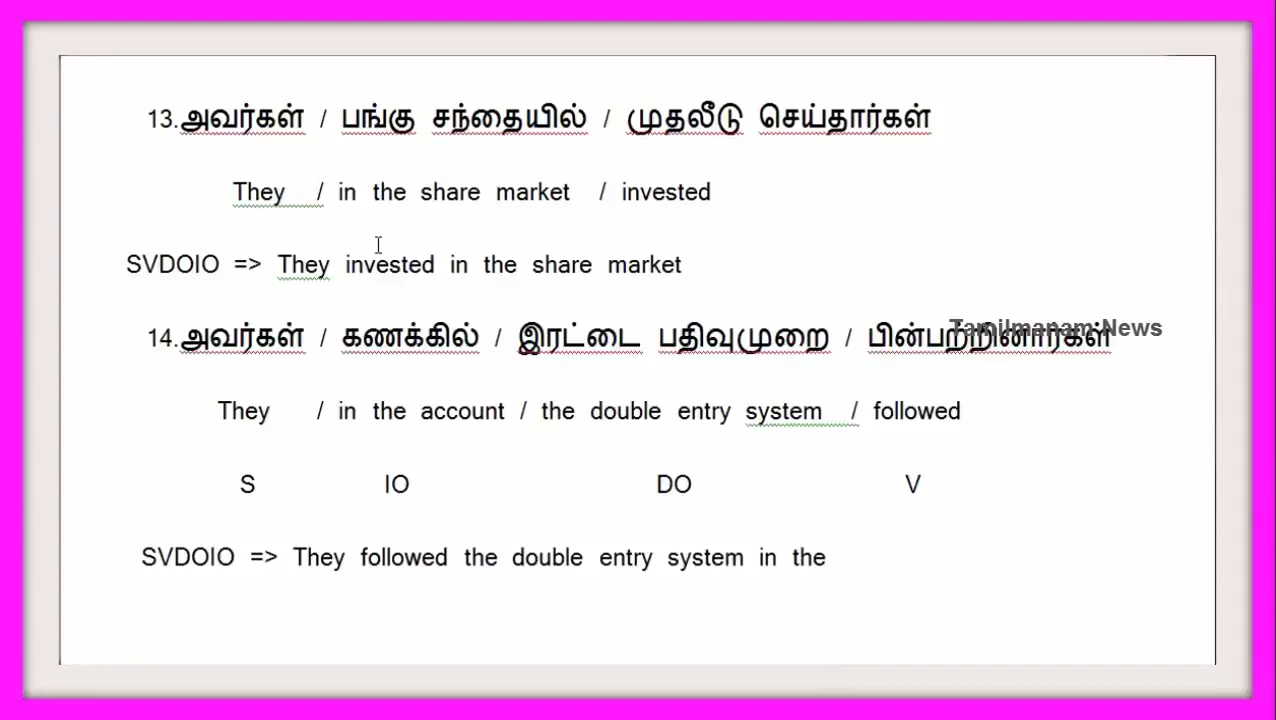 13.அவர்கள் / பங்கு சந்தையில் / முதலீடு செய்தார்கள்
They / in the share market / invested
SVDOIO => They invested in the share market
14.அவர்கள் / கணக்கில் / இரட்டை பதிவுமுறை / பின்பற்றினார்கள்
Tamilmanam News
They / in the account / the double entry system / followed
S IO DO V
SVDOIO => They followed the double entry system in the